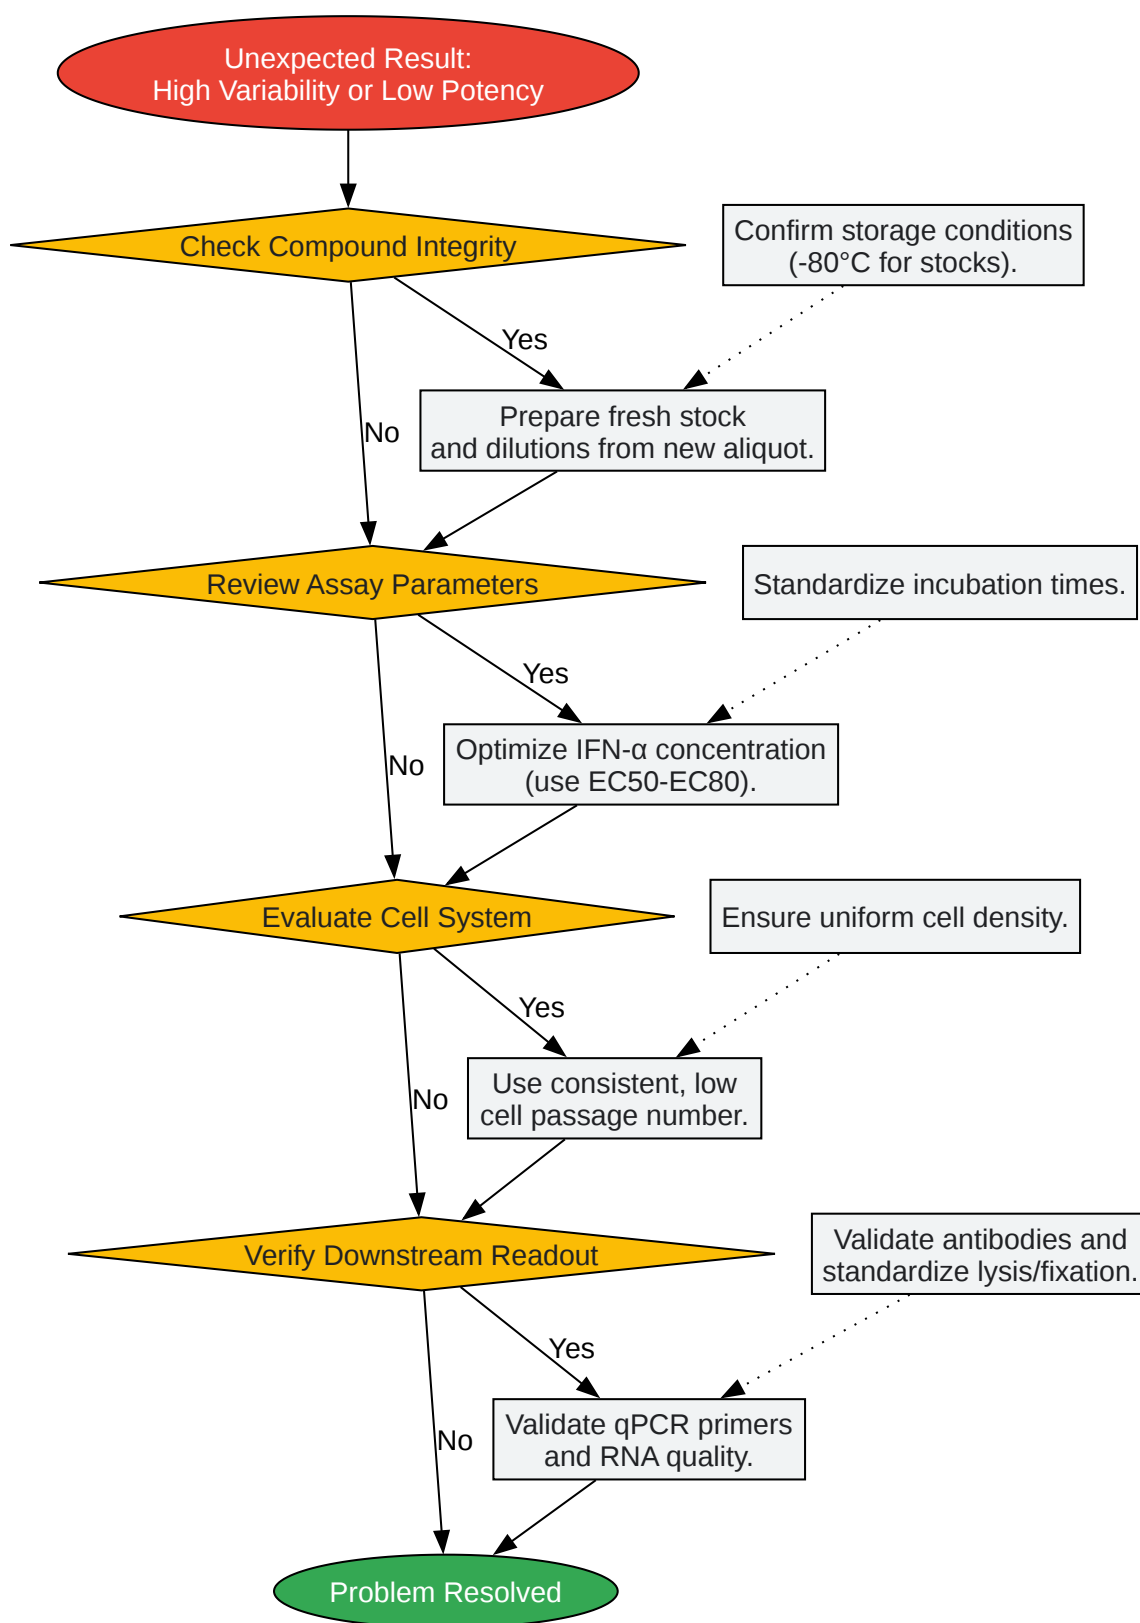 Unexpected Result:
High Variability or Low Potency
Check Compound Integrity
Confirm storage conditions
(-80°C for stocks).
Yes
Prepare fresh stock
and dilutions from new aliquot.
No
Review Assay Parameters
Standardize incubation times.
Yes
Optimize IFN-α concentration
(use EC50-EC80).
No
Evaluate Cell System
Ensure uniform cell density.
Yes
Use consistent, low
cell passage number.
No
Verify Downstream Readout
Validate antibodies and
standardize lysis/fixation.
Yes
Validate qPCR primers
and RNA quality.
No
Problem Resolved